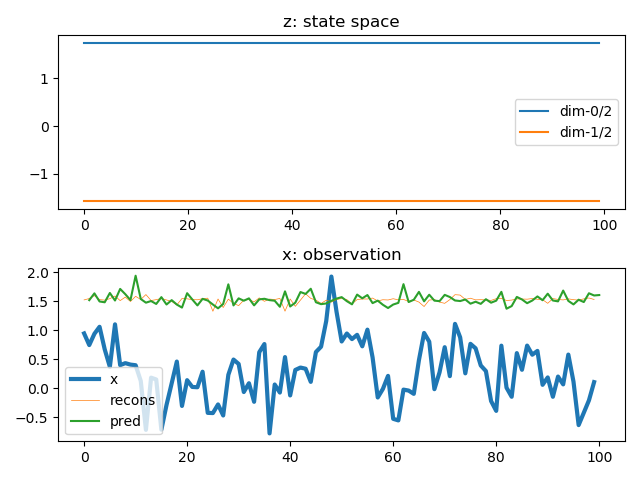 z: state space
1
0
−1
dim-0/2
dim-1/2
0 20 40 60 80 100
x: observation
2.0
1.5
1.0
0.5
0.0
−0.5
x
recons
pred
0 20 40 60 80 100